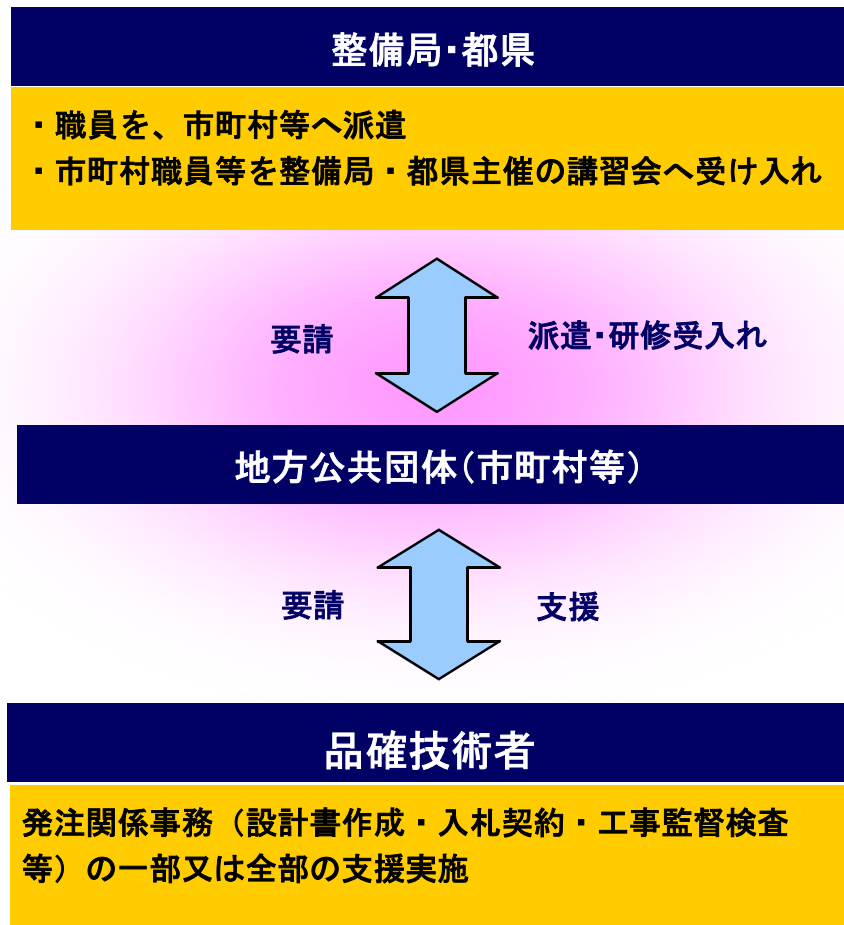 整備局・都県
・職員を、市町村等へ派遣
・市町村職員等を整備局・都県主催の講習会へ受け入れ
要請
派遣・研修受入れ
地方公共団体(市町村等)
要請
支援
品確技術者
発注関係事務（設計書作成・入札契約・工事監督検査
等）の一部又は全部の支援実施